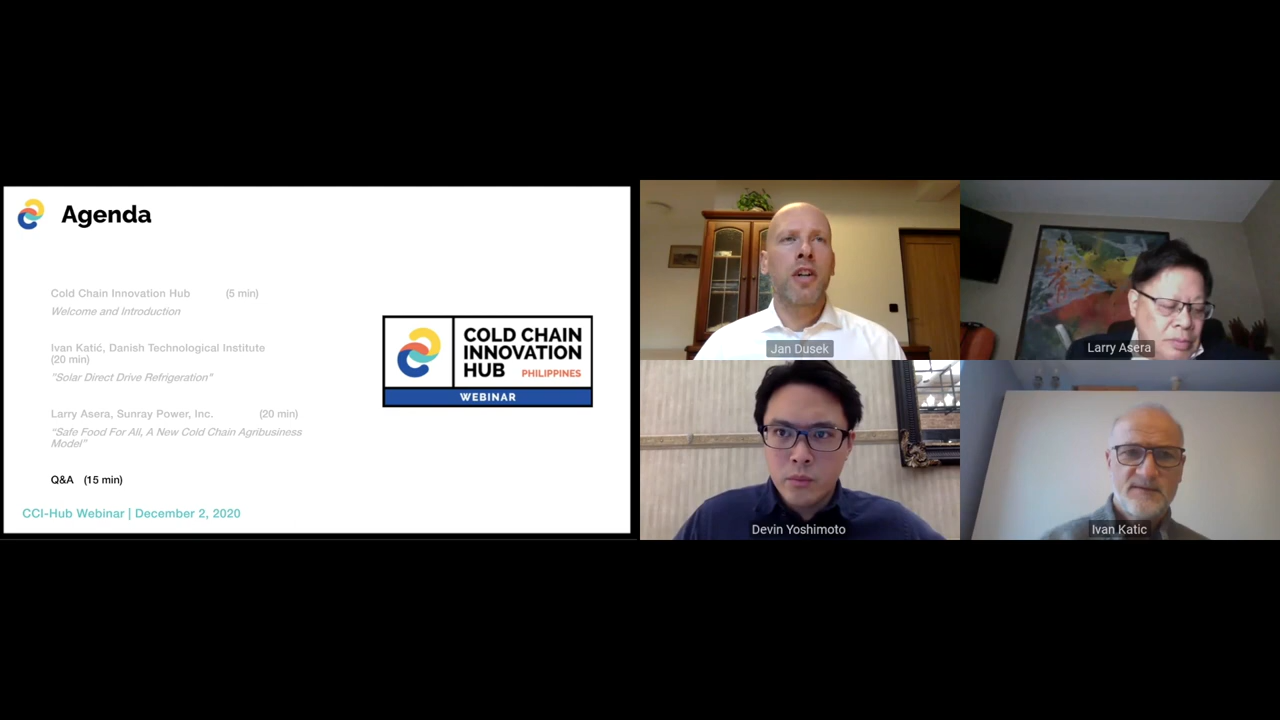 Agenda
Cold Chain Innovation Hub (5 min)
Welcome and Introduction
Ivan Katić, Danish Technological Institute
(20 min)
"Solar Direct Drive Refrigeration"
Larry Asera, Sunray Power, Inc. (20 min)
"Safe Food For All, A New Cold Chain Agribusiness
Model"
Q&A (15 min)
CCI-Hub Webinar | December 2, 2020
COLD CHAIN
INNOVATION
HUB PHILIPPINES
WEBINAR
Jan Dusek
Larry Asera
Devin Yoshimoto
Ivan Katic